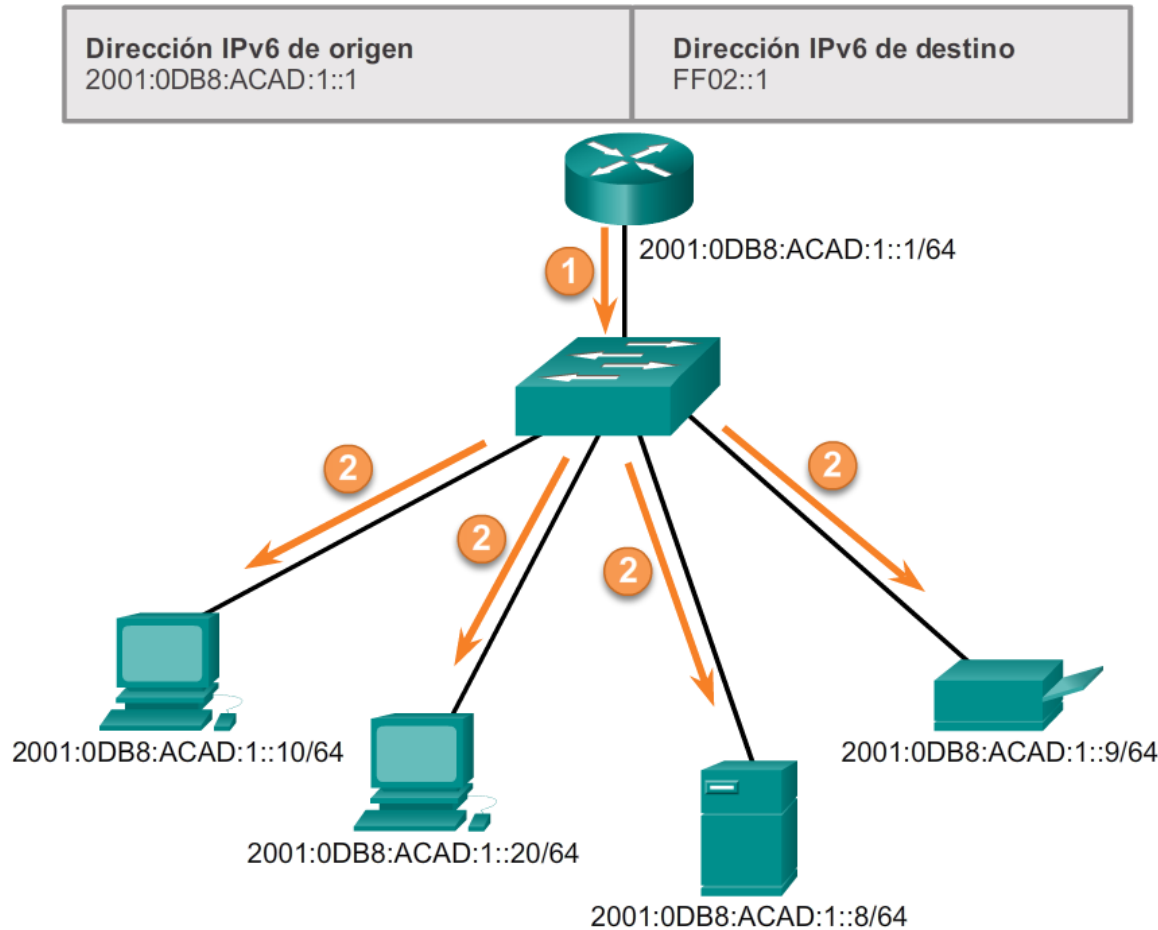 Dirección IPv6 de origen
2001:0DB8:ACAD:1::1
Dirección IPv6 de destino
FF02::1
2001:0DB8:ACAD:1::1/64
1
2
2
2
2
2001:0DB8:ACAD:1::10/64
2001:0DB8:ACAD:1::9/64
2001:0DB8:ACAD:1::20/64
2001:0DB8:ACAD:1::8/64